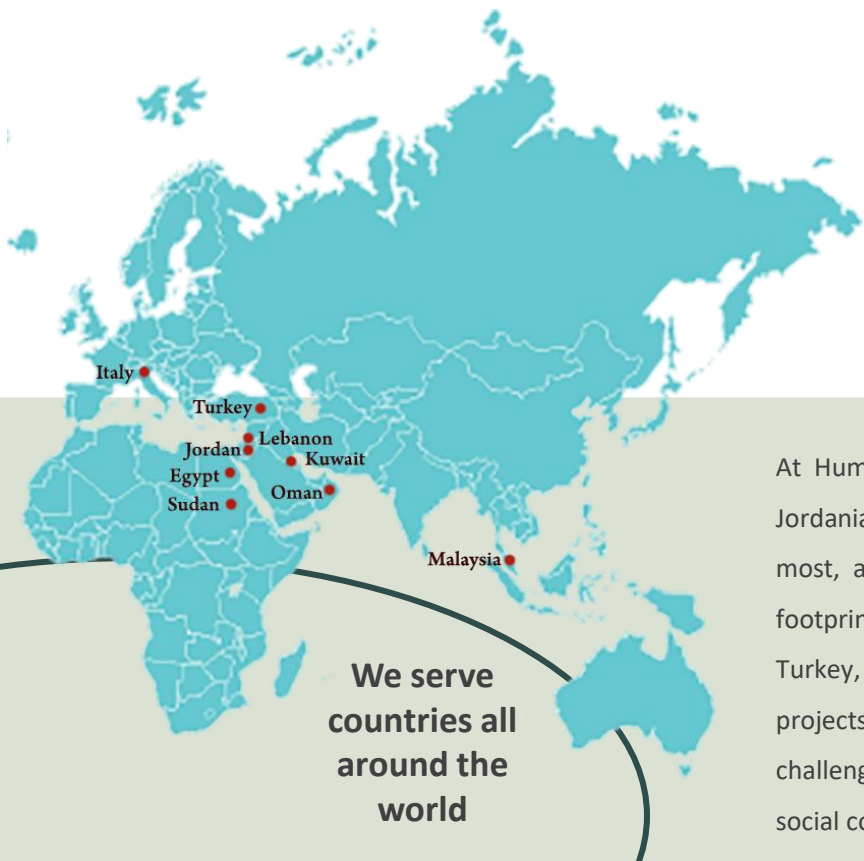 Italy
Turkey
Lebanon
Jordan
Kuwait
Egypt
Oman
Sudan
Malaysia
We serve
countries all
around the
world
At Hum
Jordania
most, a
footprin
Turkey,
projects
challeng
social co